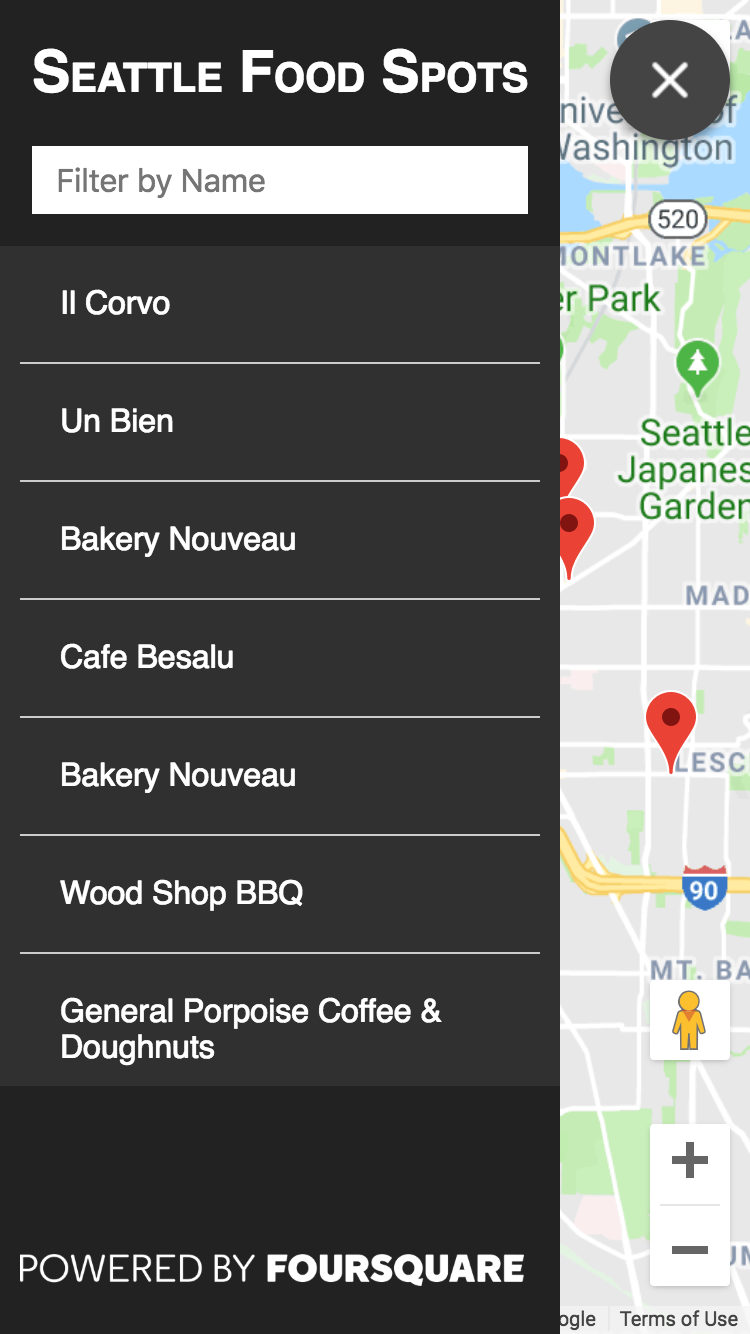 Seattle Food Spots
Filter by Name
Il Corvo
Un Bien
Bakery Nouveau
Cafe Besalu
Bakery Nouveau
Wood Shop BBQ
General Porpoise Coffee &
Doughnuts
POWERED BY FOURSQUARE
of
Washington
520
MONTLAKE
er Park
Seattle
Japanes
Garden
MAD
LESC
90
MT. BA
ogle
Terms of Use